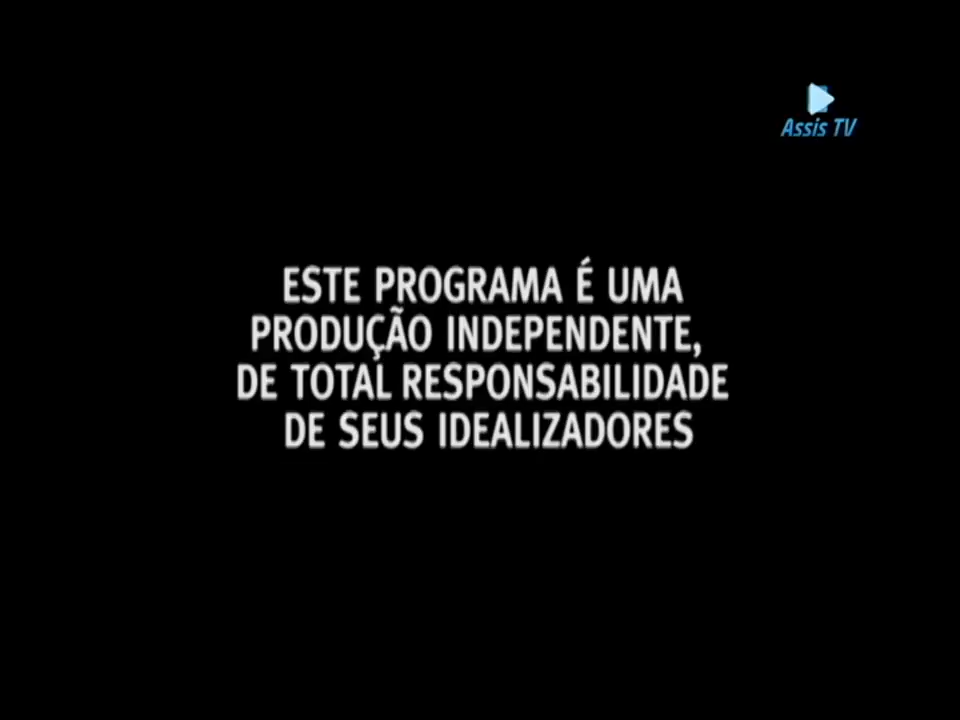 Assis TV
ESTE PROGRAMA É UMA
PRODUÇÃO INDEPENDENTE,
DE TOTAL RESPONSABILIDADE
DE SEUS IDEALIZADORES